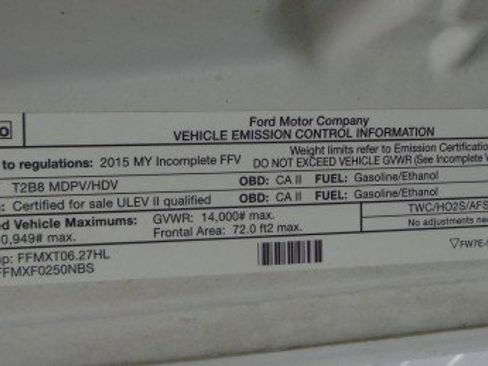 Ford Motor Company
VEHICLE EMISSION CONTROL INFORMATION
Weight limits refer to Emission Certification
to regulations: 2015 MY Incomplete FFV DO NOT EXCEED VEHICLE GVWR (See Incomplete V
T2B8 MDPV/HDV OBD: CA II FUEL: Gasoline/Ethanol
: Certified for sale ULEV II qualified OBD: CA II FUEL: Gasoline/Ethanol
ed Vehicle Maximums: GVWR: 14,000# max. TWC/HO2S/AFS
0,949# max. Frontal Area: 72.0 ft2 max. No adjustments nee
p: FFMXT06.27HL
FFMXF0250NBS
FW7E-